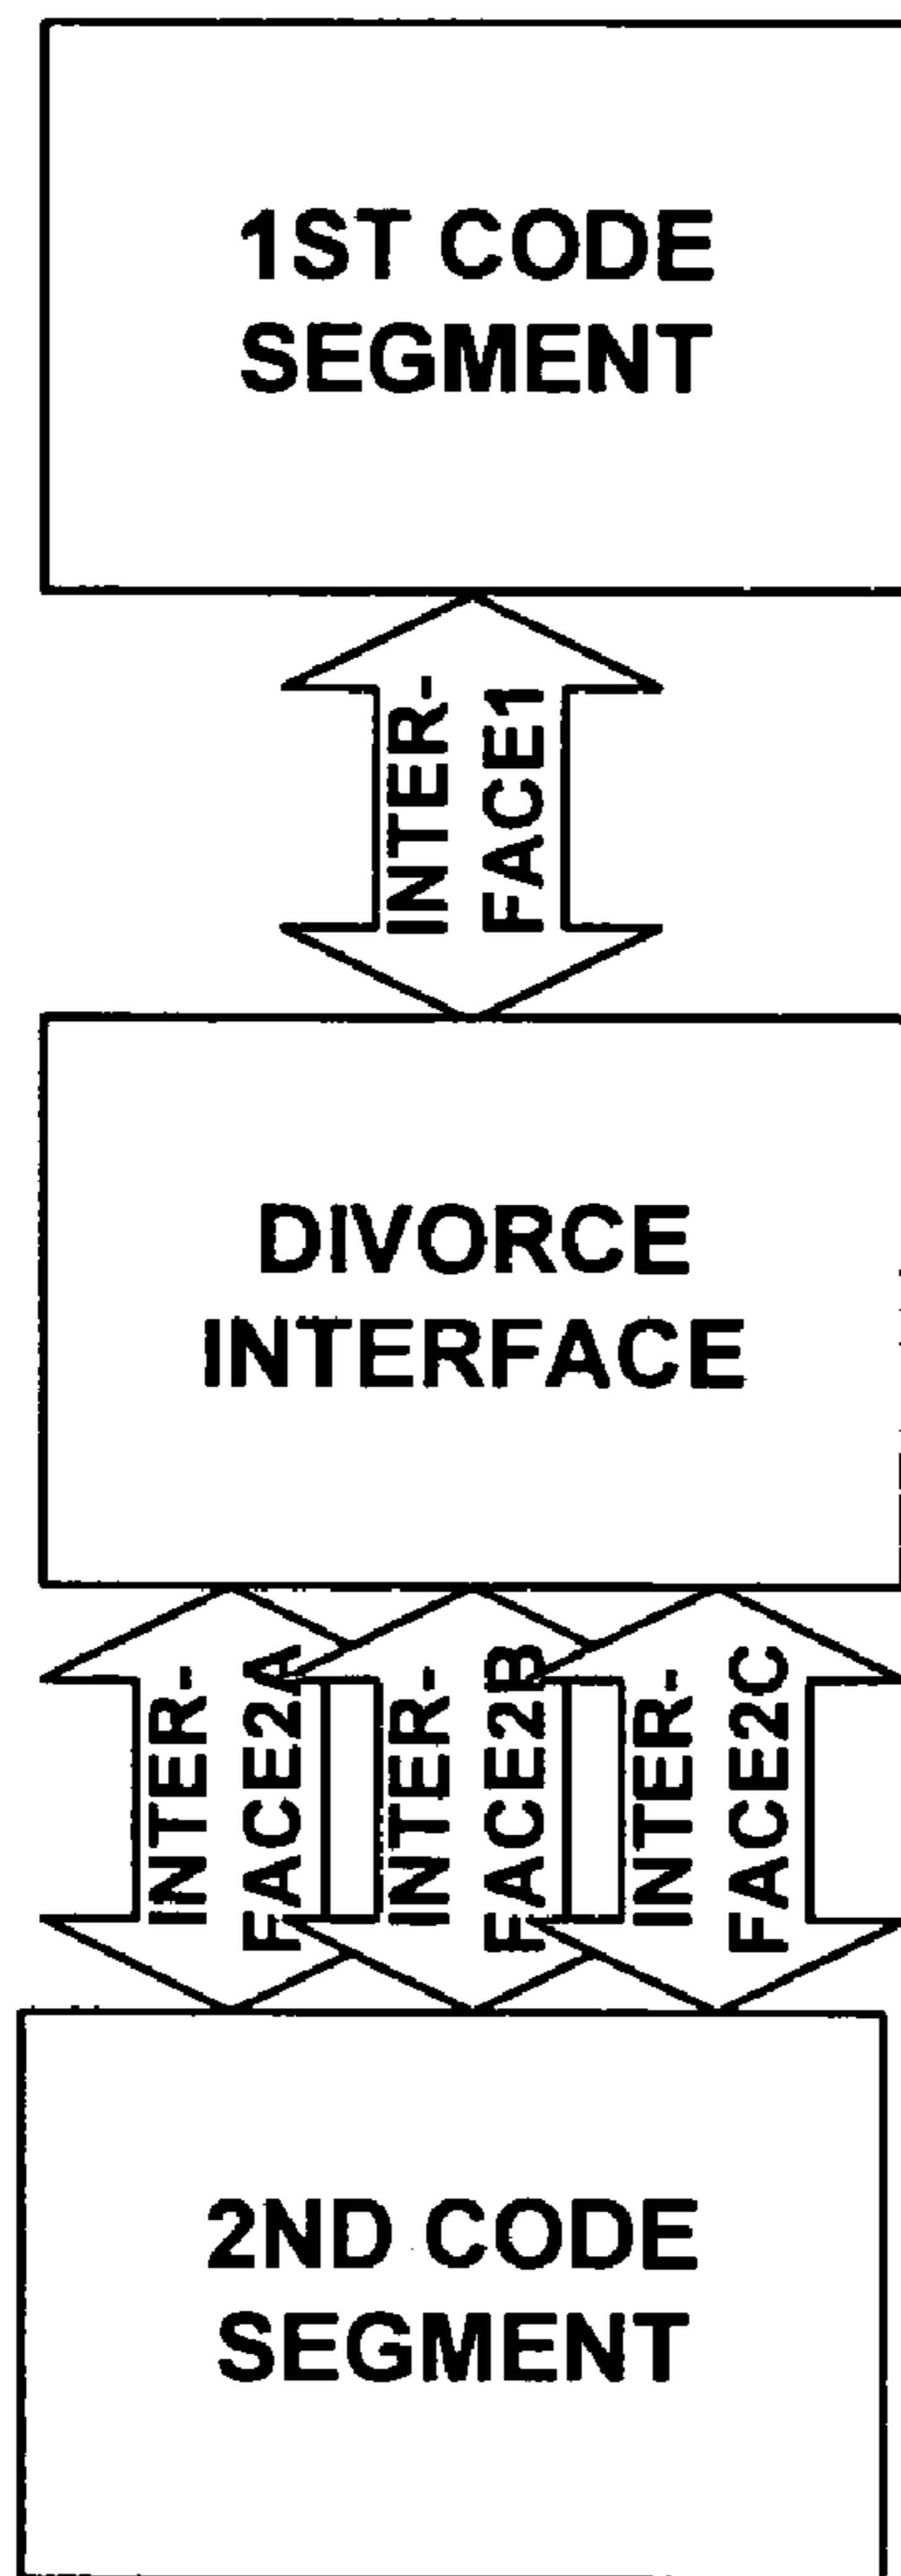 1ST CODE
SEGMENT
INTER-
FACE1
DIVORCE
INTERFACE
INTER-
FACE2A
INTER-
FACE2B
INTER-
FACE2C
2ND CODE
SEGMENT